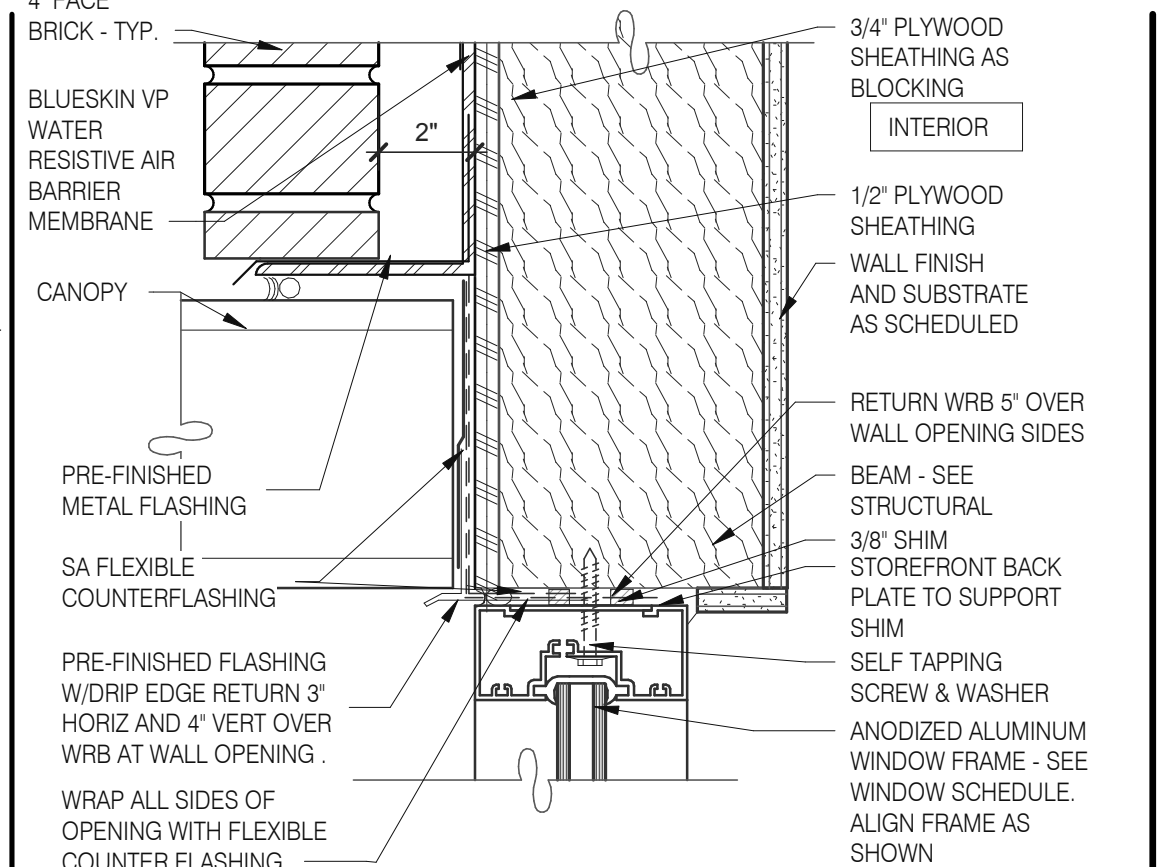 4" FACE
BRICK - TYP.
BLUESKIN VP
WATER
RESISTIVE AIR
BARRIER
MEMBRANE
CANOPY
PRE-FINISHED
METAL FLASHING
SA FLEXIBLE
COUNTERFLASHING
PRE-FINISHED FLASHING
W/DRIP EDGE RETURN 3"
HORIZ AND 4" VERT OVER
WRB AT WALL OPENING .
WRAP ALL SIDES OF
OPENING WITH FLEXIBLE
COUNTER FLASHING
2"
3/4" PLYWOOD
SHEATHING AS
BLOCKING
INTERIOR
1/2" PLYWOOD
SHEATHING
WALL FINISH
AND SUBSTRATE
AS SCHEDULED
RETURN WRB 5" OVER
WALL OPENING SIDES
BEAM - SEE
STRUCTURAL
3/8" SHIM
STOREFRONT BACK
PLATE TO SUPPORT
SHIM
SELF TAPPING
SCREW & WASHER
ANODIZED ALUMINUM
WINDOW FRAME - SEE
WINDOW SCHEDULE.
ALIGN FRAME AS
SHOWN